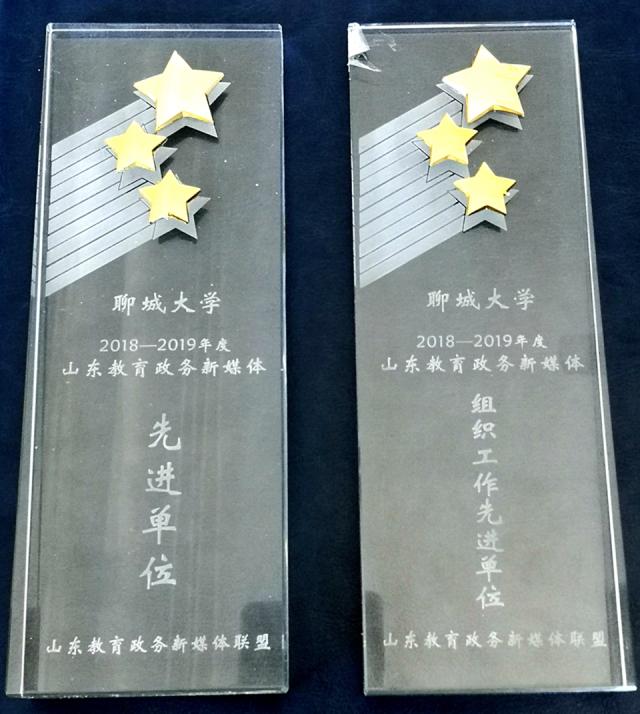 聊城大学
2018—2019年度
山东教育政务新媒体
先进单位
山东教育政务新媒体联盟
聊城大学
2018—2019年度
山东教育政务新媒体
组织工作先进单位
山东教育政务新媒体联盟